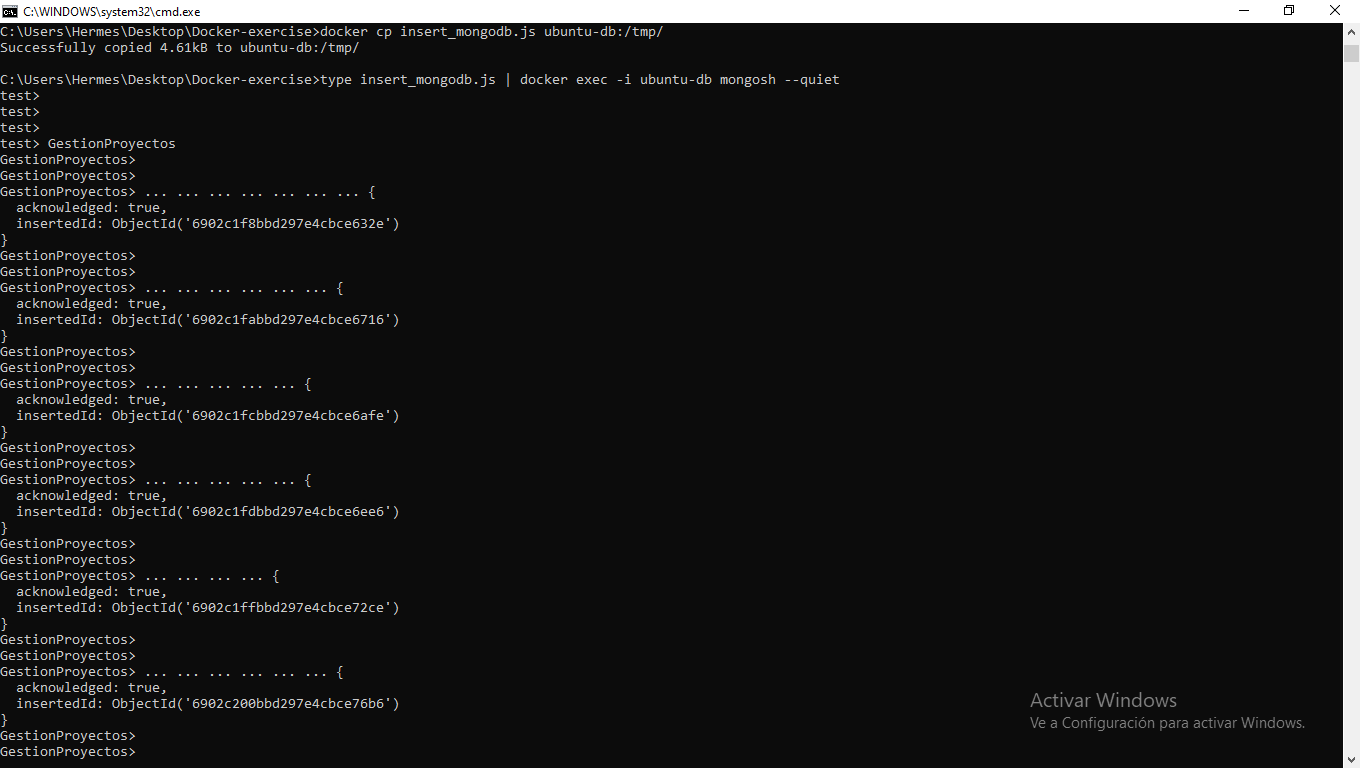 C:\WINDOWS\system32\cmd.exe
C:\Users\Hermes\Desktop\Docker-exercise>docker cp insert_mongodb.js ubuntu-db:/tmp/
Successfully copied 4.61kB to ubuntu-db:/tmp/
C:\Users\Hermes\Desktop\Docker-exercise>type insert_mongodb.js | docker exec -i ubuntu-db mongosh --quiet
test>
test>
test>
test> GestionProyectos
GestionProyectos>
GestionProyectos>
GestionProyectos> ... ... ... ... ... ... ... {
  acknowledged: true,
  insertedId: ObjectId('6902c1f8bbd297e4cbce632e')
}
GestionProyectos>
GestionProyectos>
GestionProyectos> ... ... ... ... ... ... {
  acknowledged: true,
  insertedId: ObjectId('6902c1fabbd297e4cbce6716')
}
GestionProyectos>
GestionProyectos>
GestionProyectos> ... ... ... ... ... {
  acknowledged: true,
  insertedId: ObjectId('6902c1fcbbd297e4cbce6afe')
}
GestionProyectos>
GestionProyectos>
GestionProyectos> ... ... ... ... ... {
  acknowledged: true,
  insertedId: ObjectId('6902c1fdbbd297e4cbce6ee6')
}
GestionProyectos>
GestionProyectos>
GestionProyectos> ... ... ... ... {
  acknowledged: true,
  insertedId: ObjectId('6902c1ffbbd297e4cbce72ce')
}
GestionProyectos>
GestionProyectos>
GestionProyectos> ... ... ... ... ... ... {
  acknowledged: true,
  insertedId: ObjectId('6902c200bbd297e4cbce76b6')
}
GestionProyectos>
GestionProyectos>
Activar Windows
Ve a Configuración para activar Windows.